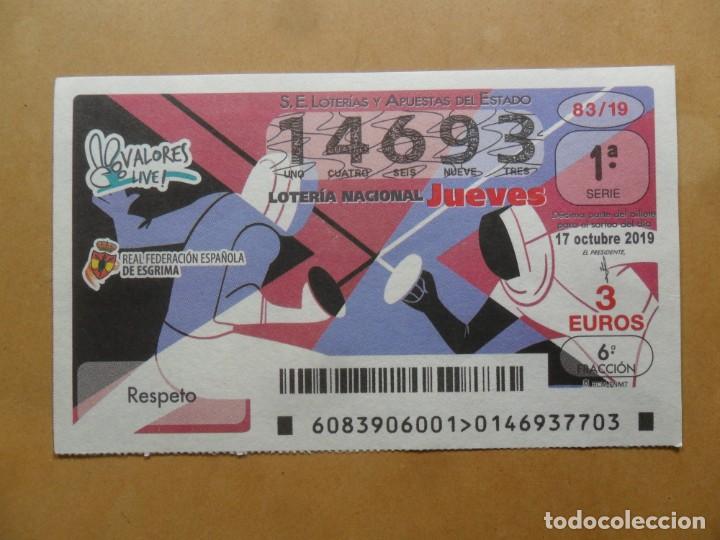 S.E. LOTERÍAS Y APUESTAS DEL ESTADO
83/19
14693
UNO CUATRO SEIS NUEVE TRES
1ª
SERIE
LOTERÍA NACIONAL Jueves
VALORES
LIVE!
Décima parte del billete
para el sorteo del día
17 octubre 2019
EL PRESIDENTE,
REAL FEDERACIÓN ESPAÑOLA
DE ESGRIMA
3
EUROS
6ª
FRACCIÓN
Respeto
6083906001>0146937703
todocoleccion